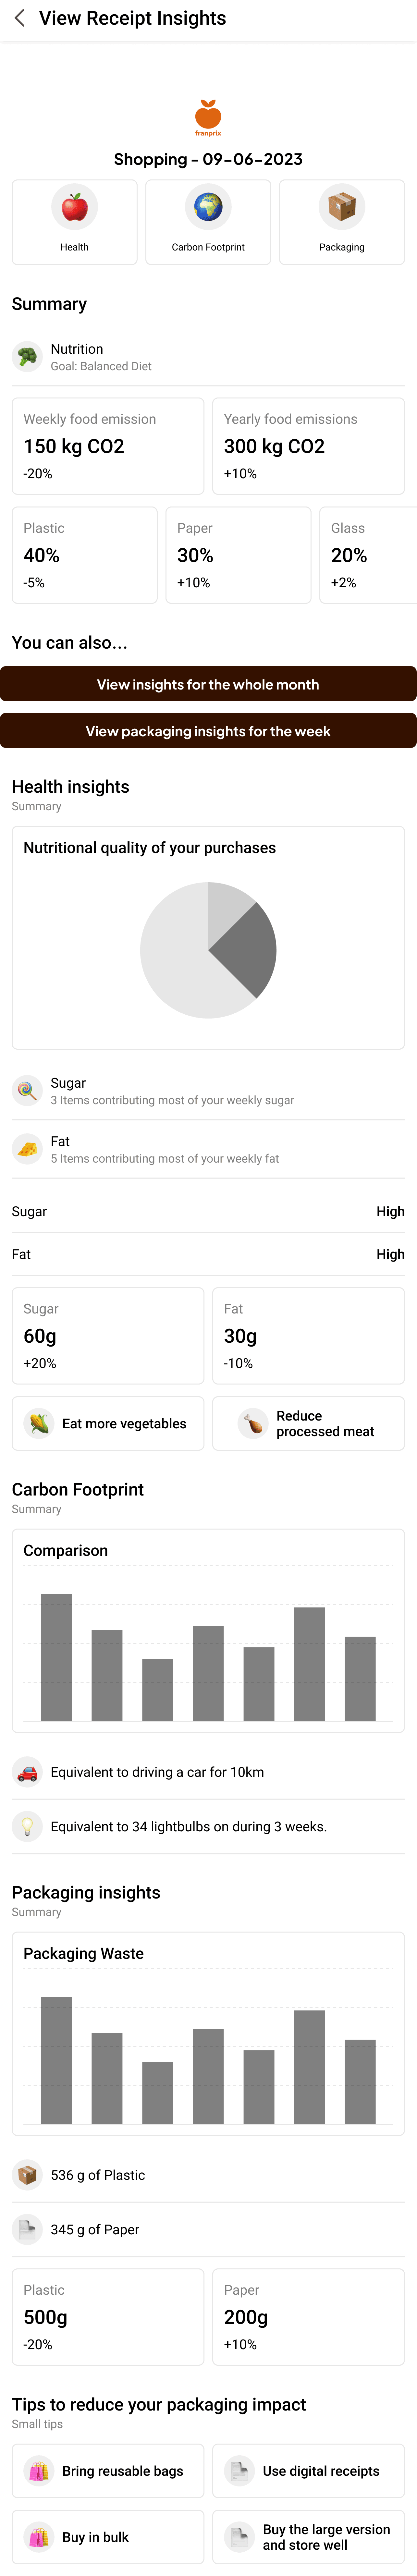 View Receipt Insights
franprix
Shopping - 09-06-2023
Health
Carbon Footprint
Packaging
Summary
Nutrition
Goal: Balanced Diet
Weekly food emission
150 kg CO2
-20%
Yearly food emissions
300 kg CO2
+10%
Plastic
40%
-5%
Paper
30%
+10%
Glass
20%
+2%
You can also...
View insights for the whole month
View packaging insights for the week
Health insights
Summary
Nutritional quality of your purchases
Sugar
3 Items contributing most of your weekly sugar
Fat
5 Items contributing most of your weekly fat
Sugar High
Fat High
Sugar
60g
+20%
Fat
30g
-10%
Eat more vegetables
Reduce
processed meat
Carbon Footprint
Summary
Comparison
Equivalent to driving a car for 10km
Equivalent to 34 lightbulbs on during 3 weeks.
Packaging insights
Summary
Packaging Waste
536 g of Plastic
345 g of Paper
Plastic
500g
-20%
Paper
200g
+10%
Tips to reduce your packaging impact
Small tips
Bring reusable bags
Use digital receipts
Buy in bulk
Buy the large version
and store well